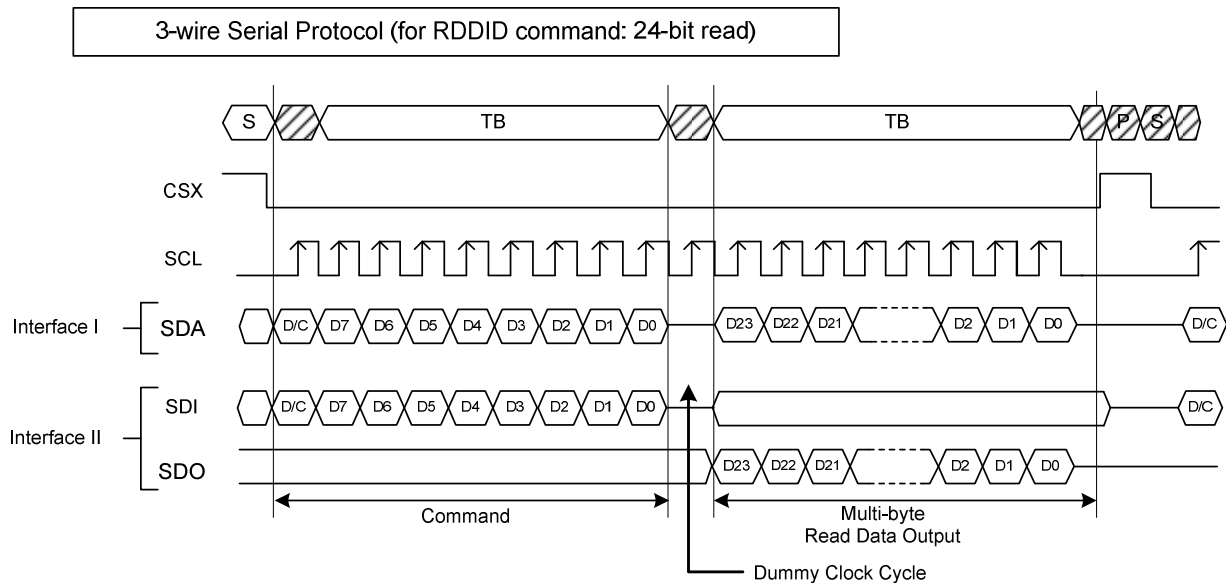 3-wire Serial Protocol (for RDDID command: 24-bit read)
S TB TB P S
CSX
SCL
Interface I SDA D/C D7 D6 D5 D4 D3 D2 D1 D0 D23 D22 D21 D2 D1 D0 D/C
SDI D/C D7 D6 D5 D4 D3 D2 D1 D0 D/C
Interface II
SDO D23 D22 D21 D2 D1 D0
Command
Multi-byte
Read Data Output
Dummy Clock Cycle